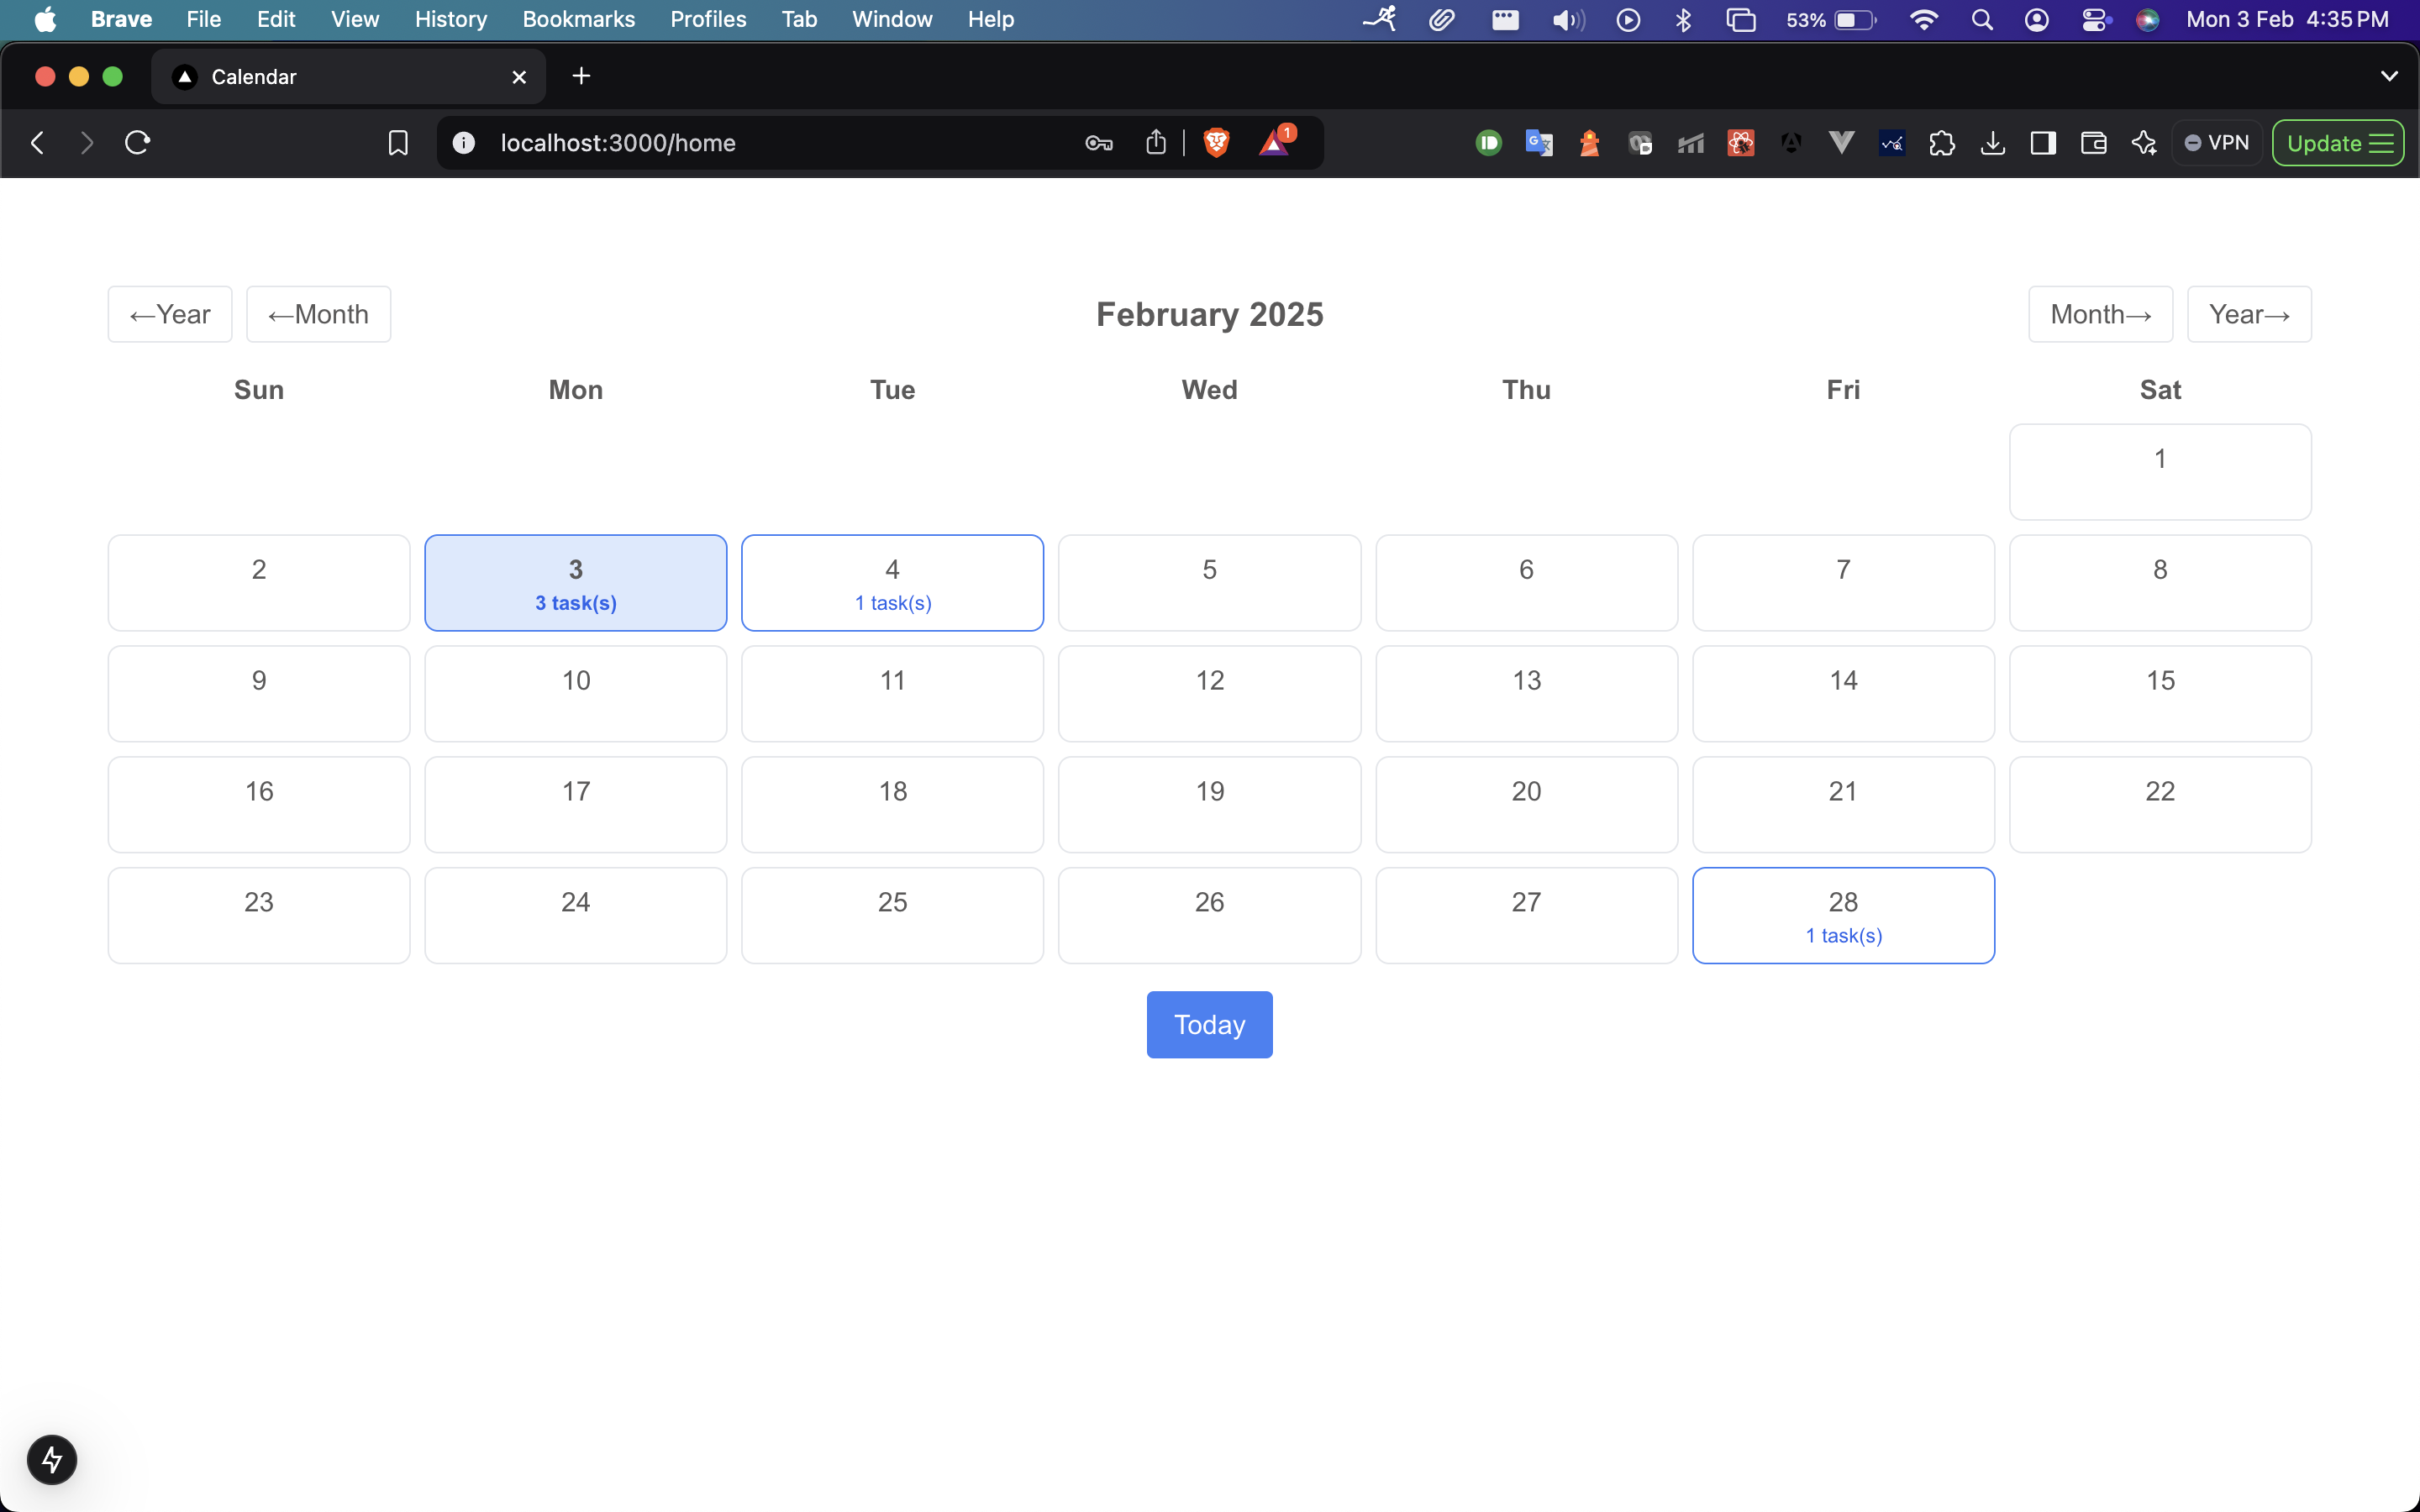 Brave File Edit View History Bookmarks Profiles Tab Window Help 53% Mon 3 Feb 4:35 PM
Calendar
localhost:3000/home 1 VPN Update
←Year ←Month February 2025 Month→ Year→
Sun Mon Tue Wed Thu Fri Sat
1
2 3 4 5 6 7 8
3 task(s) 1 task(s)
9 10 11 12 13 14 15
16 17 18 19 20 21 22
23 24 25 26 27 28
1 task(s)
Today